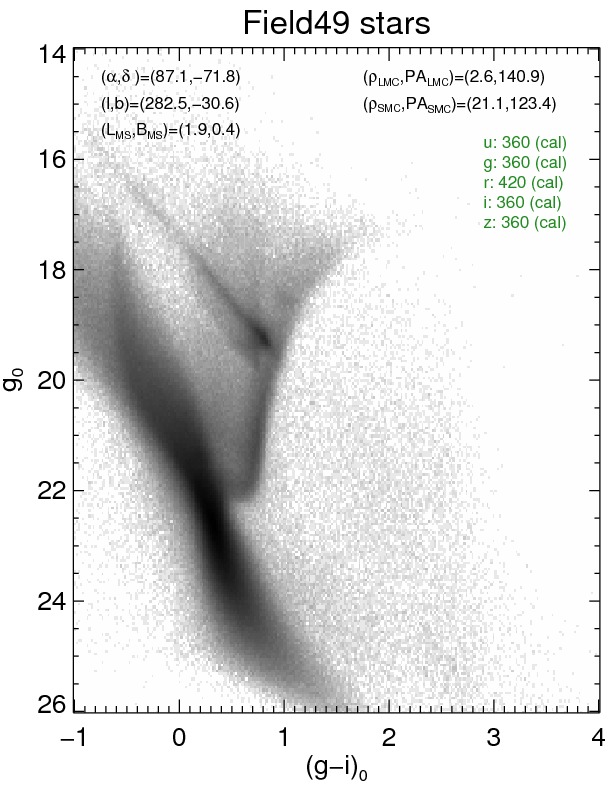 Field49 stars
(α,δ)=(87.1,−71.8)
(ρLMC,PALMC)=(2.6,140.9)
(l,b)=(282.5,−30.6)
(ρSMC,PASMC)=(21.1,123.4)
(LMS,BMS)=(1.9,0.4)
u: 360 (cal)
g: 360 (cal)
r: 420 (cal)
i: 360 (cal)
z: 360 (cal)
14
16
18
20
22
24
26
g0
−1 0 1 2 3 4
(g−i)0